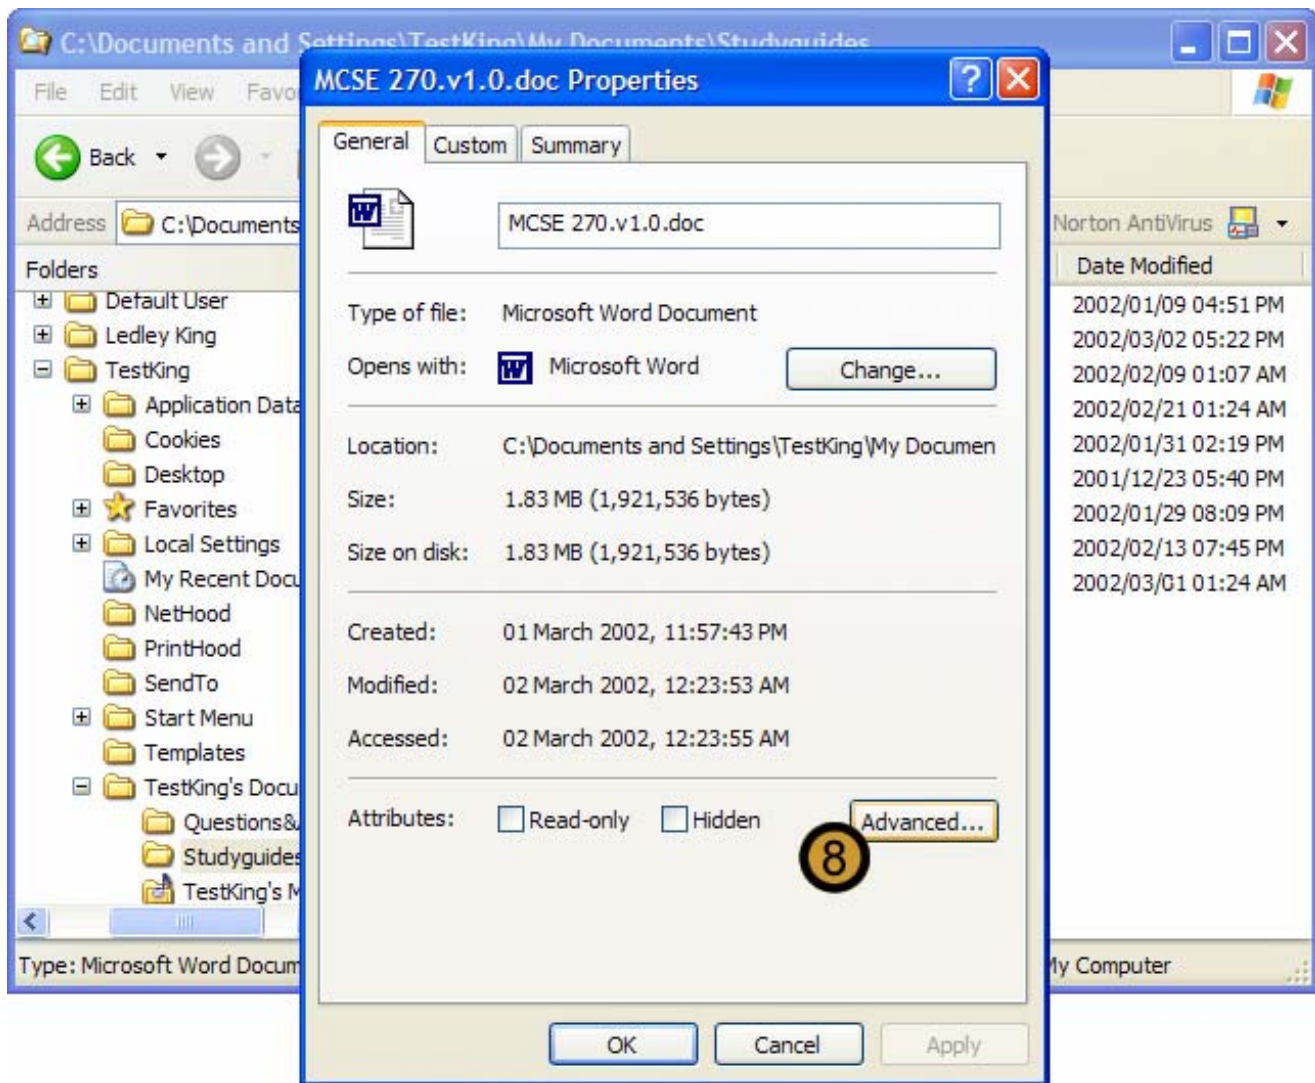 C:\Documents and Settings\TestKing\My Documents\Studyguides
MCSE 270.v1.0.doc Properties
File Edit View Favo
General Custom Summary
Back
MCSE 270.v1.0.doc
Address C:\Documents
Norton AntiVirus
Folders
Date Modified
Default User
Ledley King
TestKing
Application Data
Cookies
Desktop
Favorites
Local Settings
My Recent Docu
NetHood
PrintHood
SendTo
Start Menu
Templates
TestKing's Docu
Questions&
Studyguides
TestKing's M
Type of file: Microsoft Word Document
Opens with: Microsoft Word Change...
Location: C:\Documents and Settings\TestKing\My Documen
Size: 1.83 MB (1,921,536 bytes)
Size on disk: 1.83 MB (1,921,536 bytes)
Created: 01 March 2002, 11:57:43 PM
Modified: 02 March 2002, 12:23:53 AM
Accessed: 02 March 2002, 12:23:55 AM
Attributes: Read-only Hidden Advanced...
8
2002/01/09 04:51 PM
2002/03/02 05:22 PM
2002/02/09 01:07 AM
2002/02/21 01:24 AM
2002/01/31 02:19 PM
2001/12/23 05:40 PM
2002/01/29 08:09 PM
2002/02/13 07:45 PM
2002/03/01 01:24 AM
Type: Microsoft Word Docum
My Computer
OK Cancel Apply